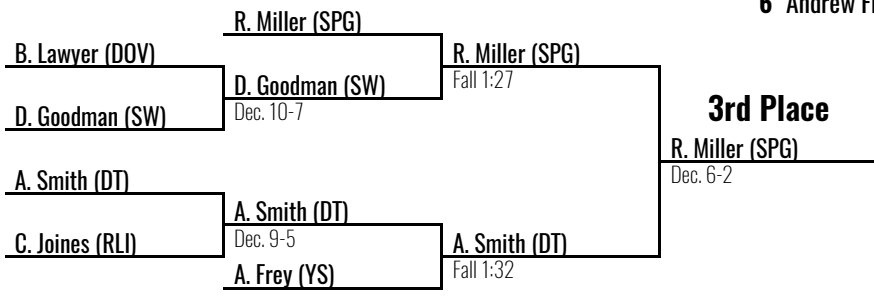 6 Andrew
R. Miller (SPG)
B. Lawyer (DOV)
R. Miller (SPG)
Fall 1:27
D. Goodman (SW)
Dec. 10-7
D. Goodman (SW)
3rd Place
R. Miller (SPG)
Dec. 6-2
A. Smith (DT)
A. Smith (DT)
Dec. 9-5
C. Joines (RLI)
A. Smith (DT)
Fall 1:32
A. Frey (YS)